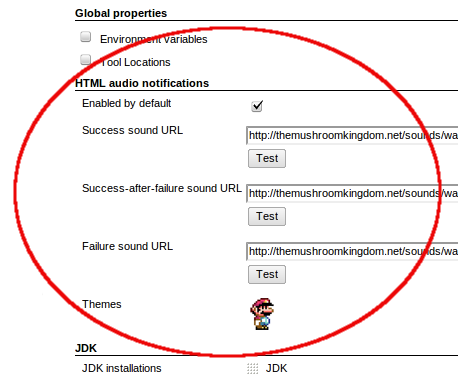 Global properties
Environment variables
Tool Locations
HTML audio notifications
Enabled by default
Success sound URL
http://themushroomkingdom.net/sounds/wa
Test
Success-after-failure sound URL
http://themushroomkingdom.net/sounds/wa
Test
Failure sound URL
http://themushroomkingdom.net/sounds/wa
Test
Themes
JDK
JDK installations
JDK